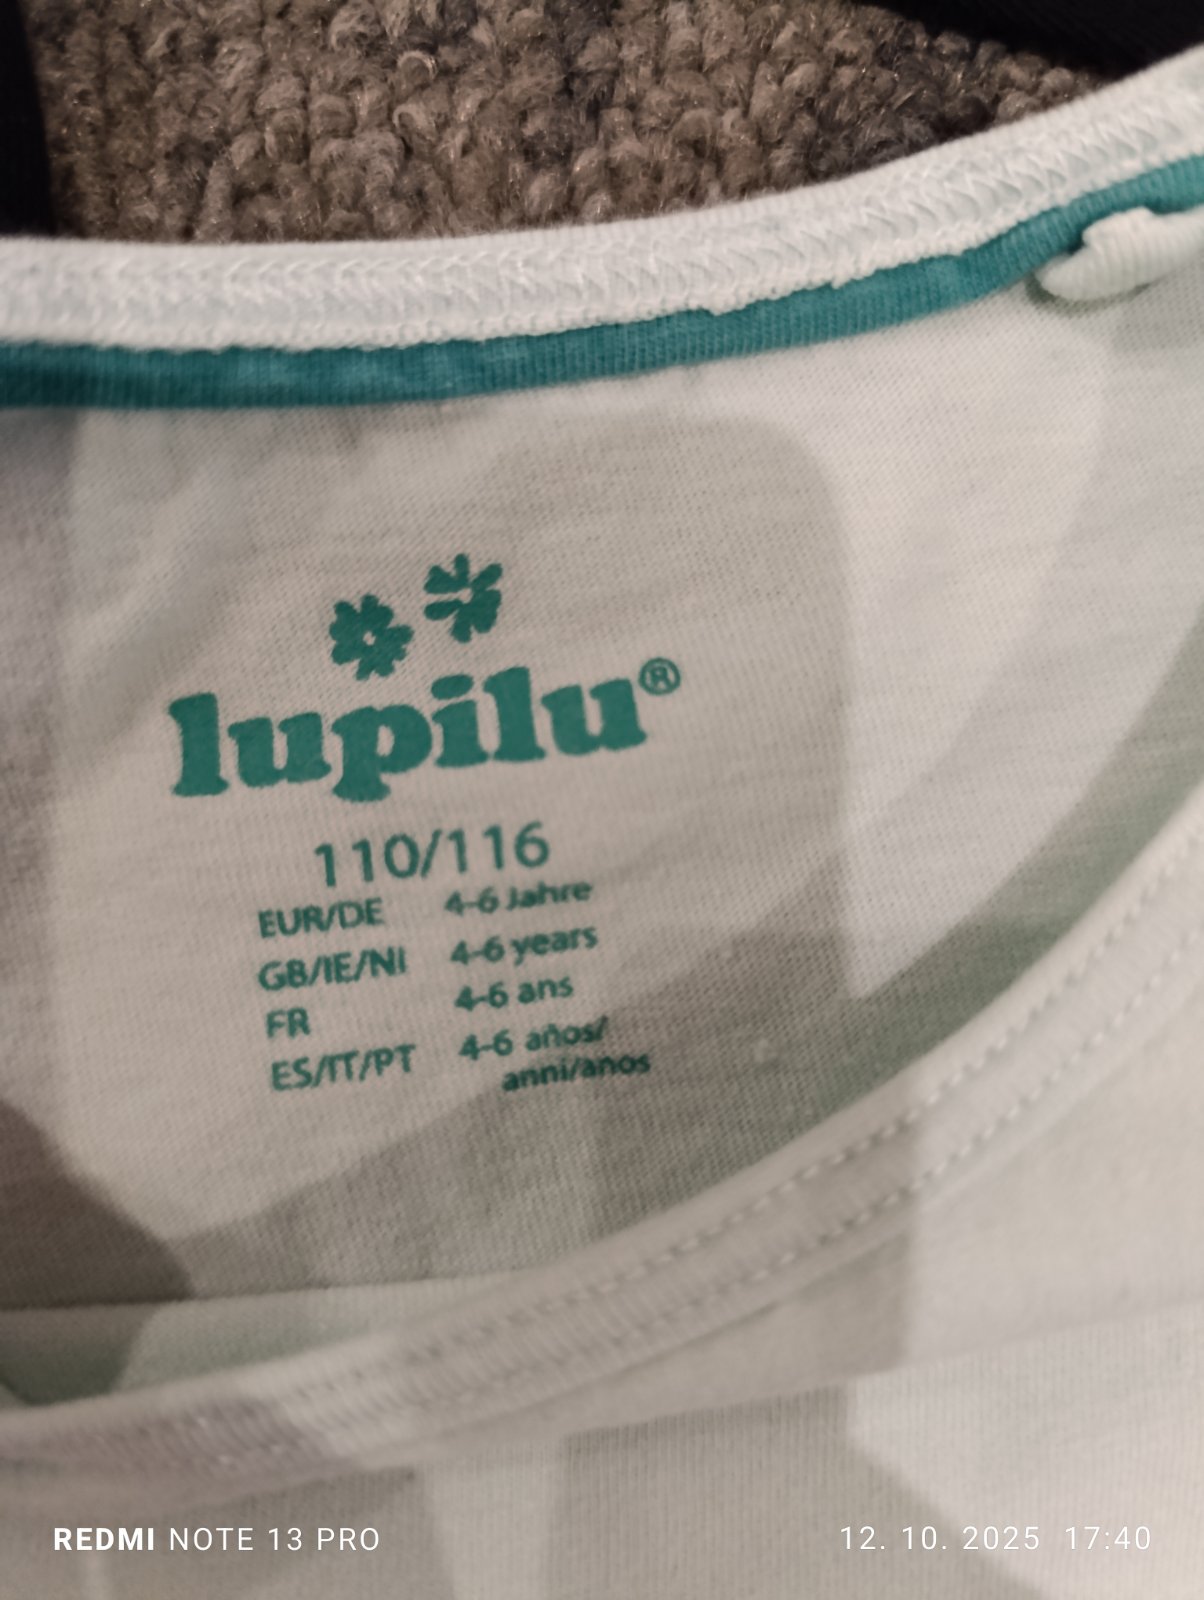 lupilu®
110/116
EUR/DE 4-6 Jahre
GB/IE/NI 4-6 years
FR 4-6 ans
ES/IT/PT 4-6 años/
anni/anos
REDMI NOTE 13 PRO
12. 10. 2025 17:40